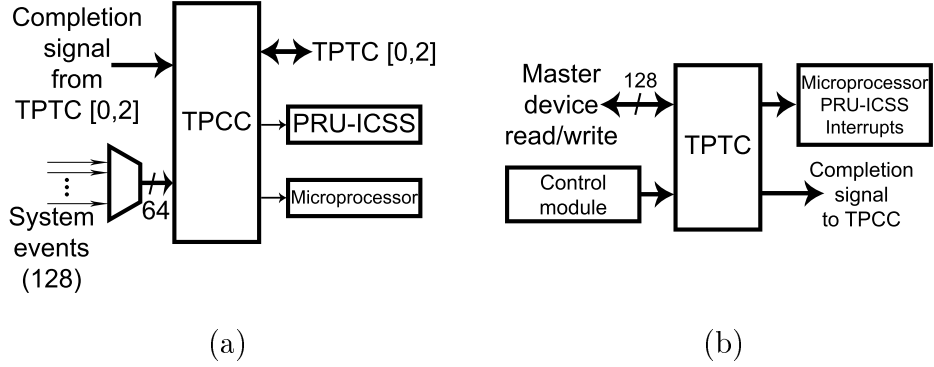 Completion
signal
from
TPTC [0,2]
TPCC
TPTC [0,2]
PRU-ICSS
Microprocessor
64
System
events
(128)
(a)
Master
device
read/write
128
Control
module
TPTC
Microprocessor
PRU-ICSS
Interrupts
Completion
signal
to TPCC
(b)